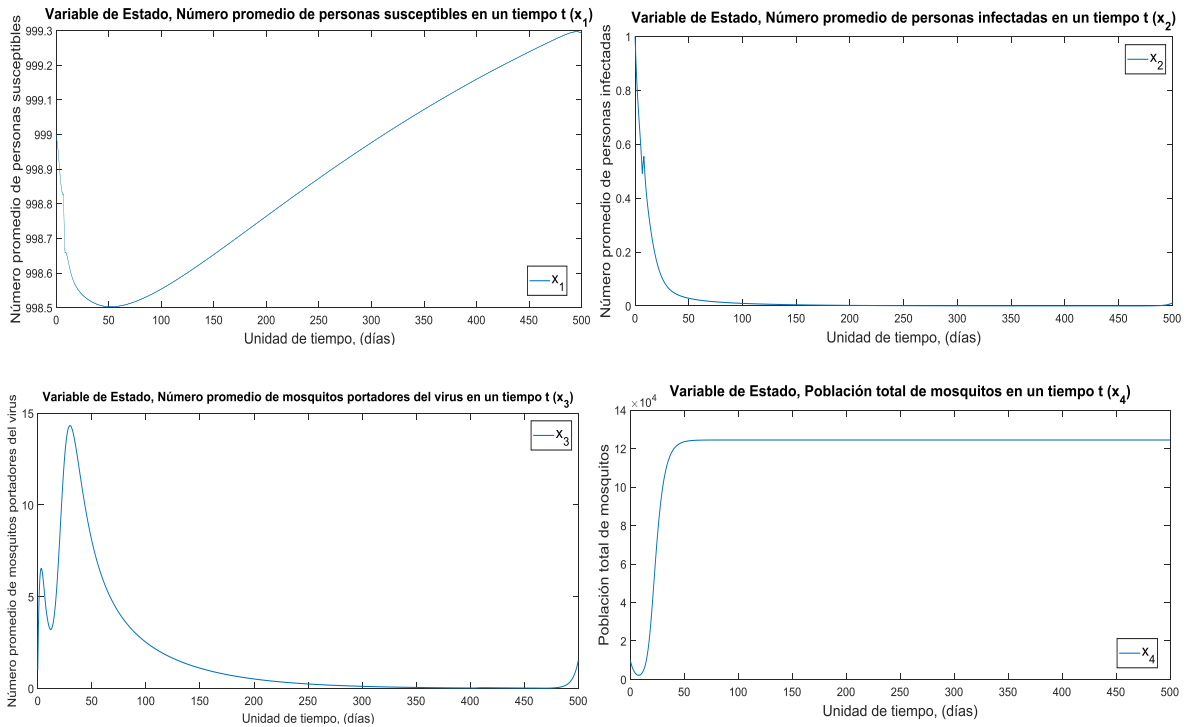 Variable de Estado, Número promedio de personas susceptibles en un tiempo t (x1)
Número promedio de personas susceptibles
999.3
999.2
999.1
999
998.9
998.8
998.7
998.6
998.5
0 50 100 150 200 250 300 350 400 450 500
Unidad de tiempo, (días)
x1
Variable de Estado, Número promedio de personas infectadas en un tiempo t (x2)
Número promedio de personas infectadas
1
0.8
0.6
0.4
0.2
0
0 50 100 150 200 250 300 350 400 450 500
Unidad de tiempo, (días)
x2
Variable de Estado, Número promedio de mosquitos portadores del virus en un tiempo t (x3)
Número promedio de mosquitos portadores del virus
15
10
5
0
0 50 100 150 200 250 300 350 400 450 500
Unidad de tiempo, (días)
x3
Variable de Estado, Población total de mosquitos en un tiempo t (x4)
Población total de mosquitos
×10^4
14
12
10
8
6
4
2
0
0 50 100 150 200 250 300 350 400 450 500
Unidad de tiempo, (días)
x4